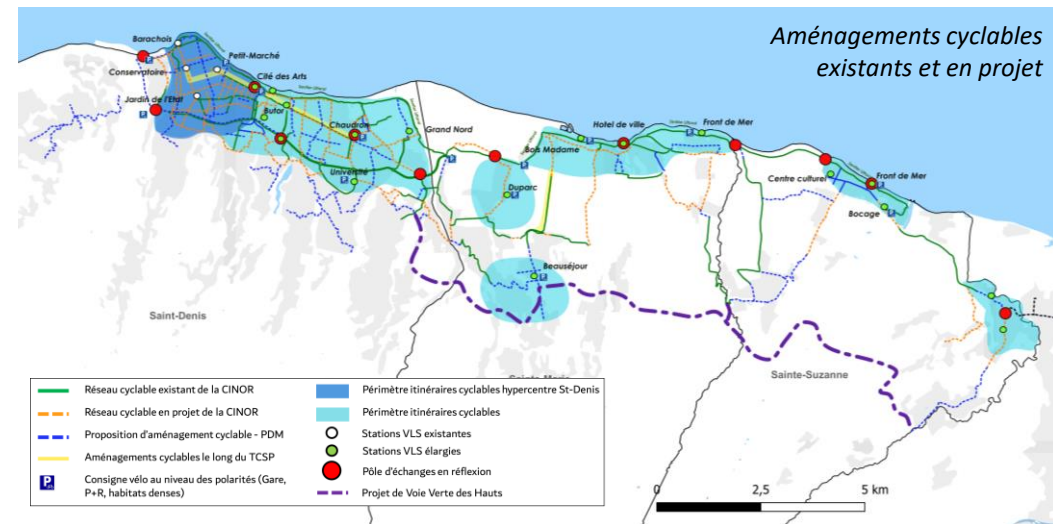 Aménagements cyclables
existants et en projet
Barachois
Petit-Marché
Conservatoire
Cité des Arts
Jardin de l'Etat
Butor
Chaudron
Grand Nord
Université
Bois Madame
Hotel de ville
Front de Mer
Duparc
Centre culturel
Front de Mer
Bocage
Beauséjour
Saint-Denis
Sainte-Marie
Sainte-Suzanne
Réseau cyclable existant de la CINOR
Réseau cyclable en projet de la CINOR
Proposition d'aménagement cyclable - PDM
Aménagements cyclables le long du TCSP
P
Consigne vélo au niveau des polarités (Gare,
P+R, habitats denses)
Périmètre itinéraires cyclables hypercentre St-Denis
Périmètre itinéraires cyclables
Stations VLS existantes
Stations VLS élargies
Pôle d'échanges en réflexion
Projet de Voie Verte des Hauts
0 2,5 5 km